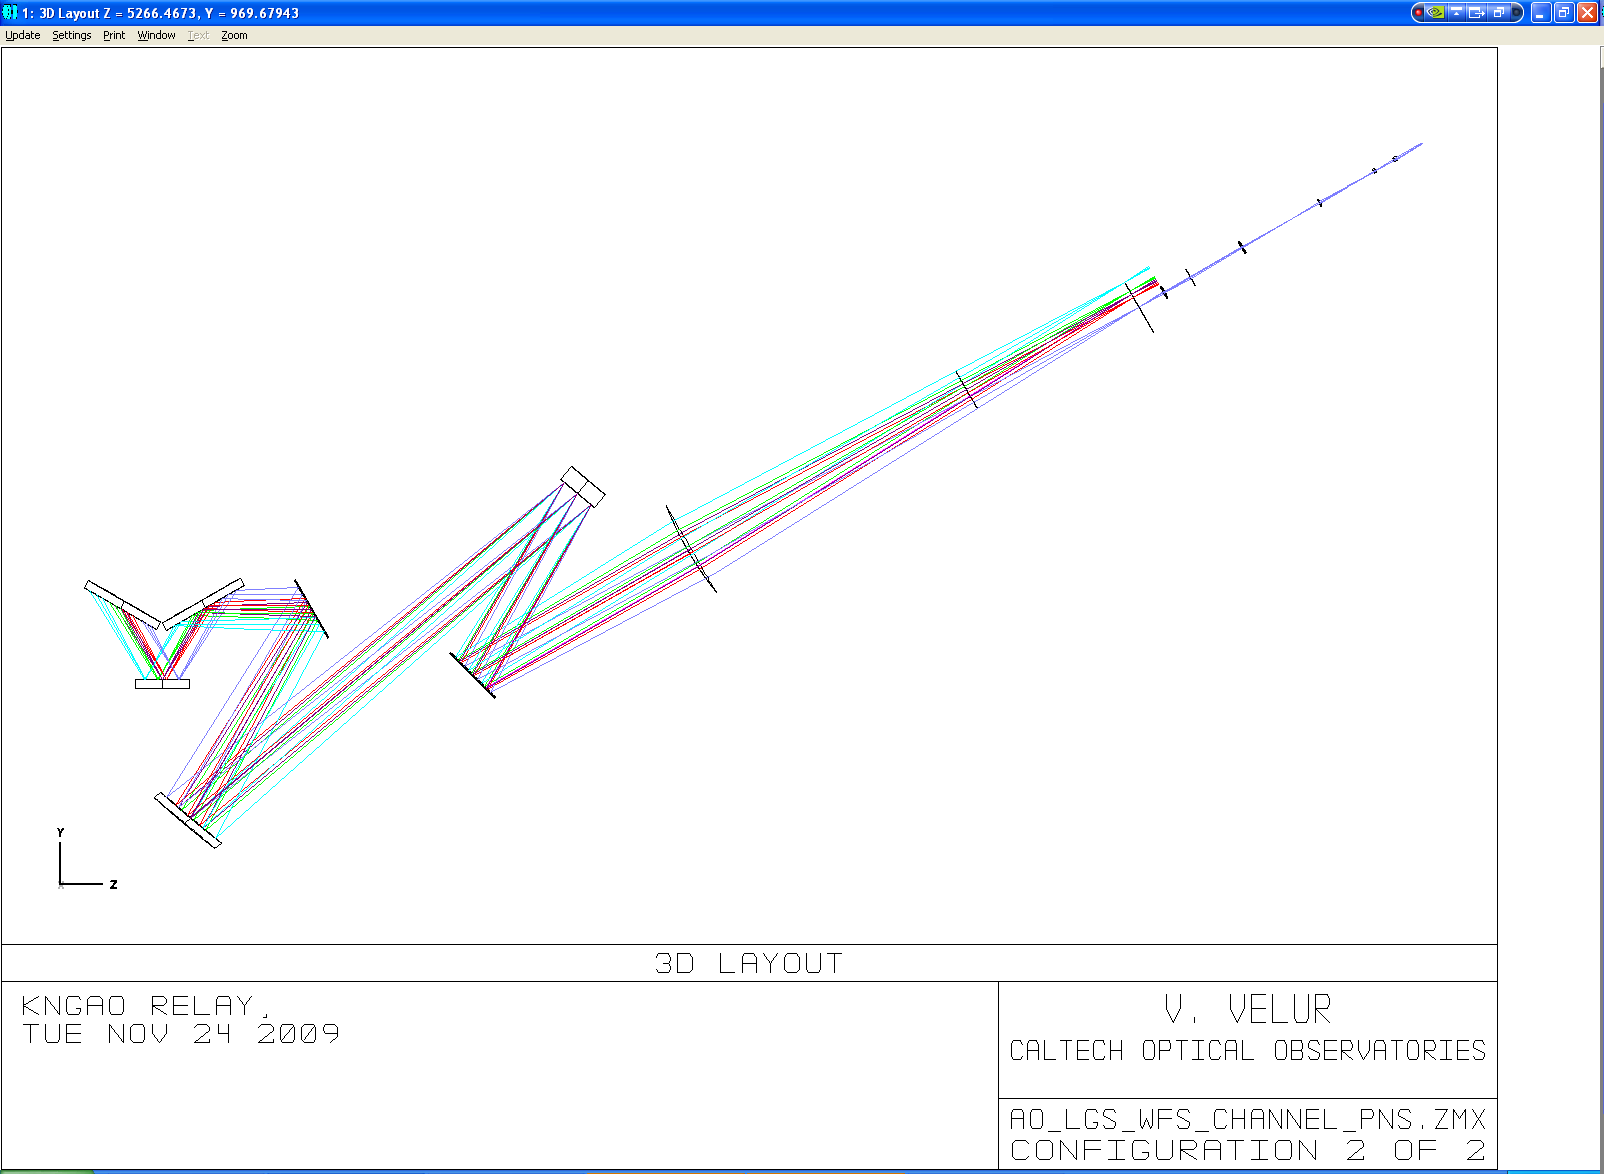 1: 3D Layout Z = 5266.4673, Y = 969.67943
Update Settings Print Window Text Zoom
Y
Z
3D LAYOUT
KNGAO RELAY,
TUE NOV 24 2009
V. VELUR
CALTECH OPTICAL OBSERVATORIES
AO_LGS_WFS_CHANNEL_PNS.ZMX
CONFIGURATION 2 OF 2